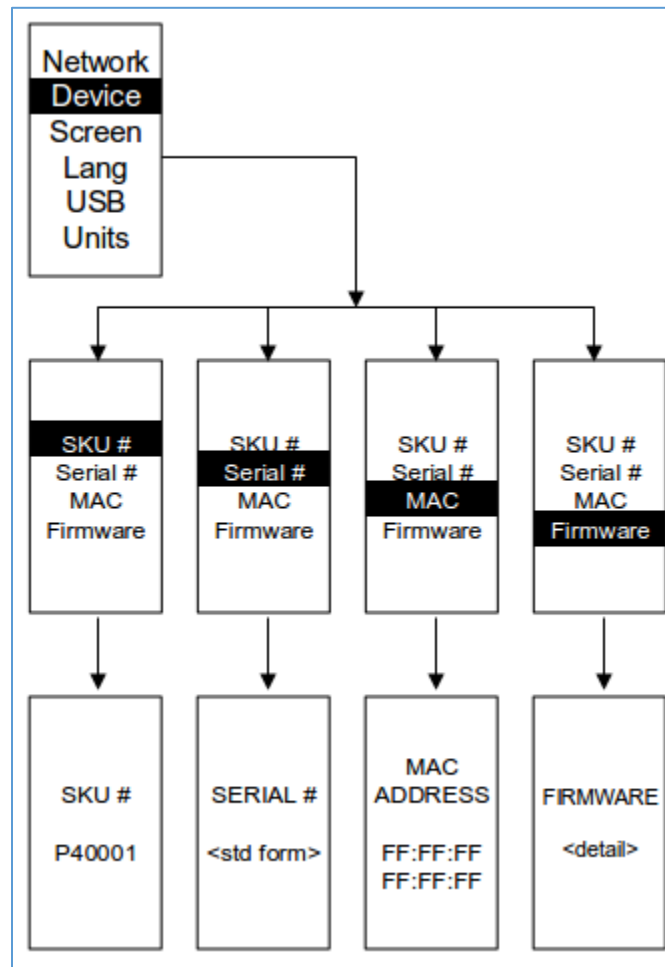 Network
Device
Screen
Lang
USB
Units
SKU #
Serial #
MAC
Firmware
SKU #
Serial #
MAC
Firmware
SKU #
Serial #
MAC
Firmware
SKU #
Serial #
MAC
Firmware
SKU #
P40001
SERIAL #
<std form>
MAC
ADDRESS
FF:FF:FF
FF:FF:FF
FIRMWARE
<detail>